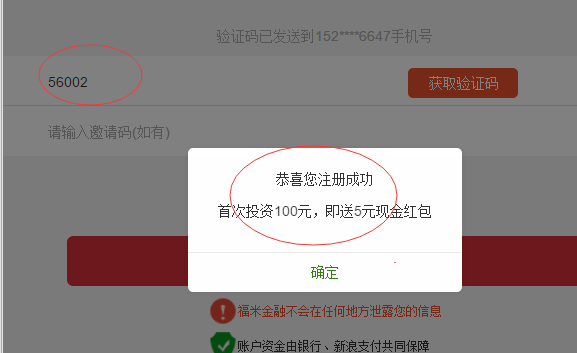 验证码已发送到152****6647手机号
56002
获取验证码
请输入邀请码(如有)
恭喜您注册成功
首次投资100元，即送5元现金红包
确定
福米金融不会在任何地方泄露您的信息
账户资金由银行、新浪支付共同保障